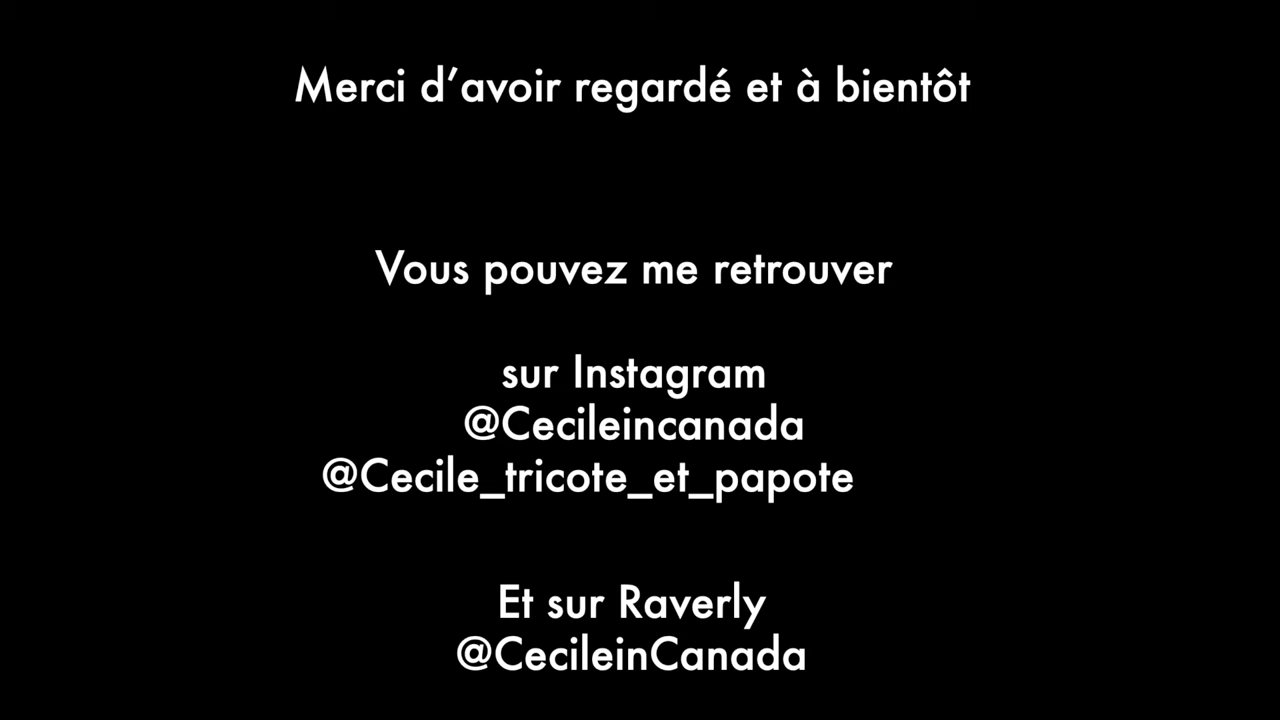 Merci d’avoir regardé et à bientôt
Vous pouvez me retrouver
sur Instagram
@Cecileincanada
@Cecile_tricote_et_papote
Et sur Raverly
@CecileinCanada